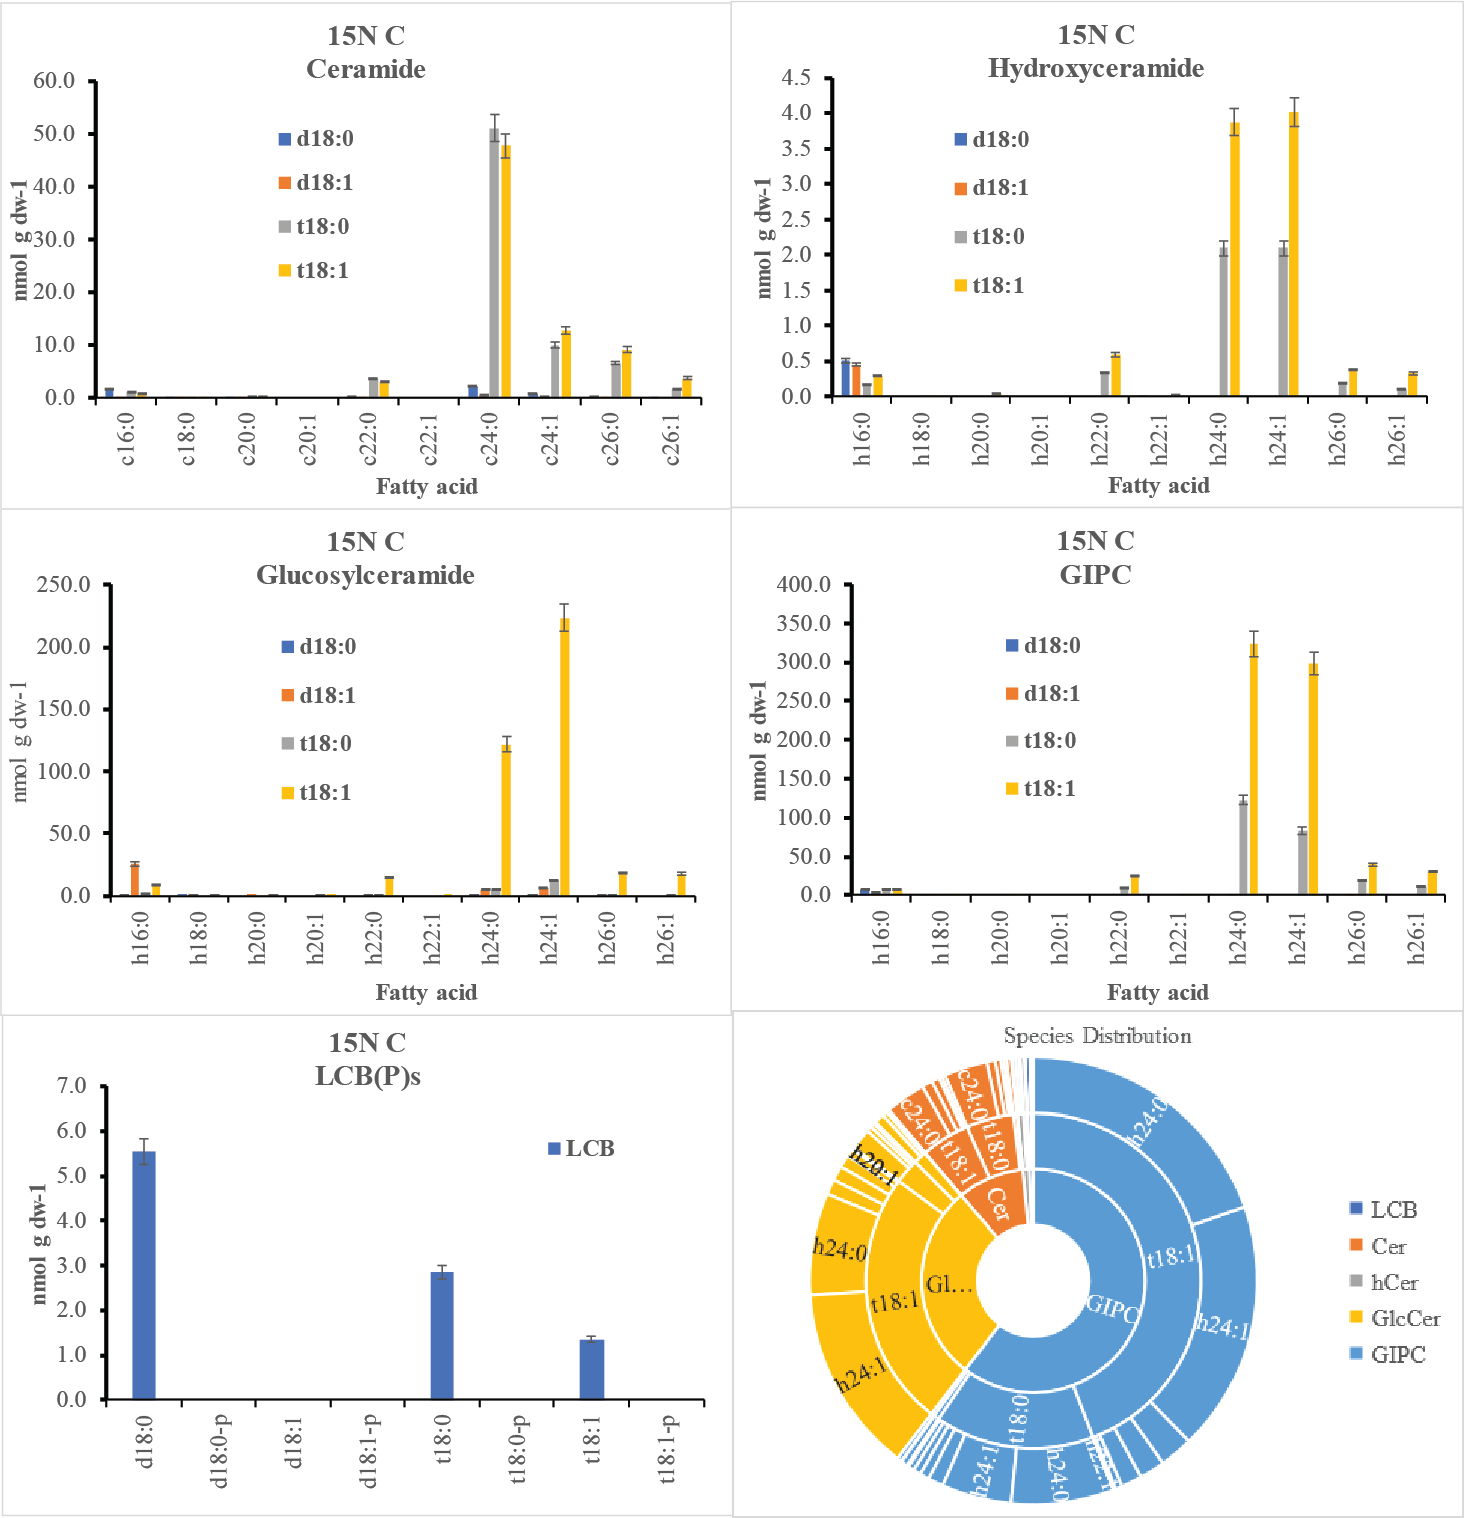 15N C
Ceramide
60.0
50.0
40.0
30.0
20.0
10.0
0.0
nmol g dw-1
d18:0
d18:1
t18:0
t18:1
c16:0
c18:0
c20:0
c20:1
c22:0
c22:1
c24:0
c24:1
c26:0
c26:1
Fatty acid
15N C
Hydroxyceramide
4.5
4.0
3.5
3.0
2.5
2.0
1.5
1.0
0.5
0.0
nmol g dw-1
d18:0
d18:1
t18:0
t18:1
h16:0
h18:0
h20:0
h20:1
h22:0
h22:1
h24:0
h24:1
h26:0
h26:1
Fatty acid
15N C
Glucosylceramide
250.0
200.0
150.0
100.0
50.0
0.0
nmol g dw-1
d18:0
d18:1
t18:0
t18:1
h16:0
h18:0
h20:0
h20:1
h22:0
h22:1
h24:0
h24:1
h26:0
h26:1
Fatty acid
15N C
GIPC
400.0
350.0
300.0
250.0
200.0
150.0
100.0
50.0
0.0
nmol g dw-1
d18:0
d18:1
t18:0
t18:1
h16:0
h18:0
h20:0
h20:1
h22:0
h22:1
h24:0
h24:1
h26:0
h26:1
Fatty acid
15N C
LCB(P)s
7.0
6.0
5.0
4.0
3.0
2.0
1.0
0.0
nmol g dw-1
LCB
d18:0
d18:0-p
d18:1
d18:1-p
t18:0
t18:0-p
t18:1
t18:1-p
Species Distribution
h24:0
t18:1
GIPC
h24:1
h22:1
h24:0
t18:0
h24:1
h24:1
t18:1
Gl...
h24:0
h20:1
c24:0
t18:1
Cer
c24:0
t18:0
LCB
Cer
hCer
GlcCer
GIPC